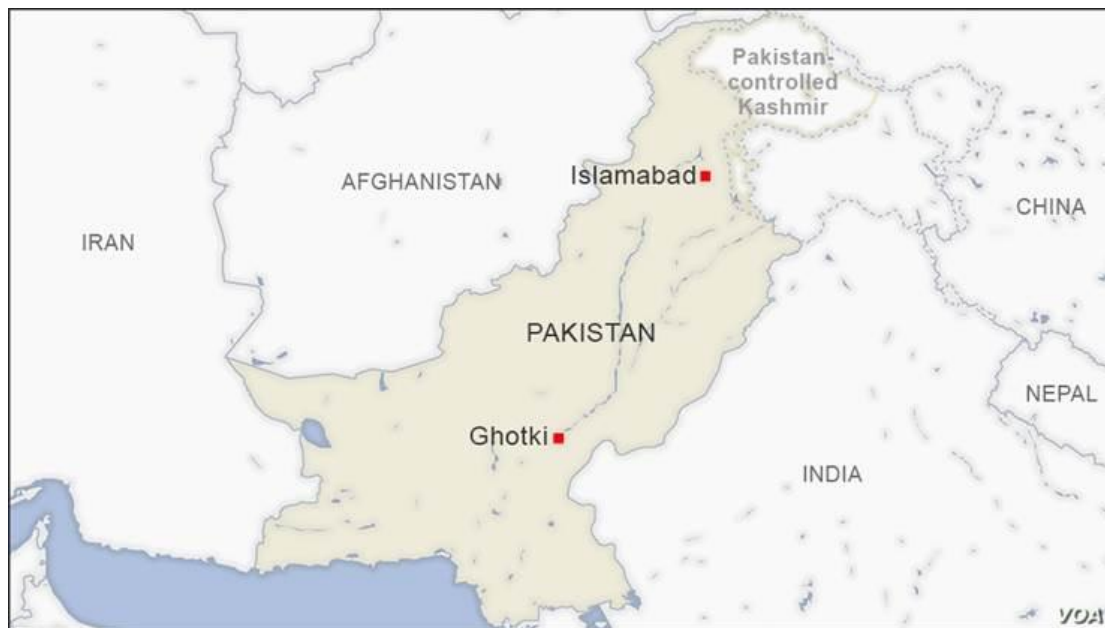 Pakistan-
controlled
Kashmir
Islamabad
AFGHANISTAN
CHINA
IRAN
PAKISTAN
NEPAL
Ghotki
INDIA
VOA